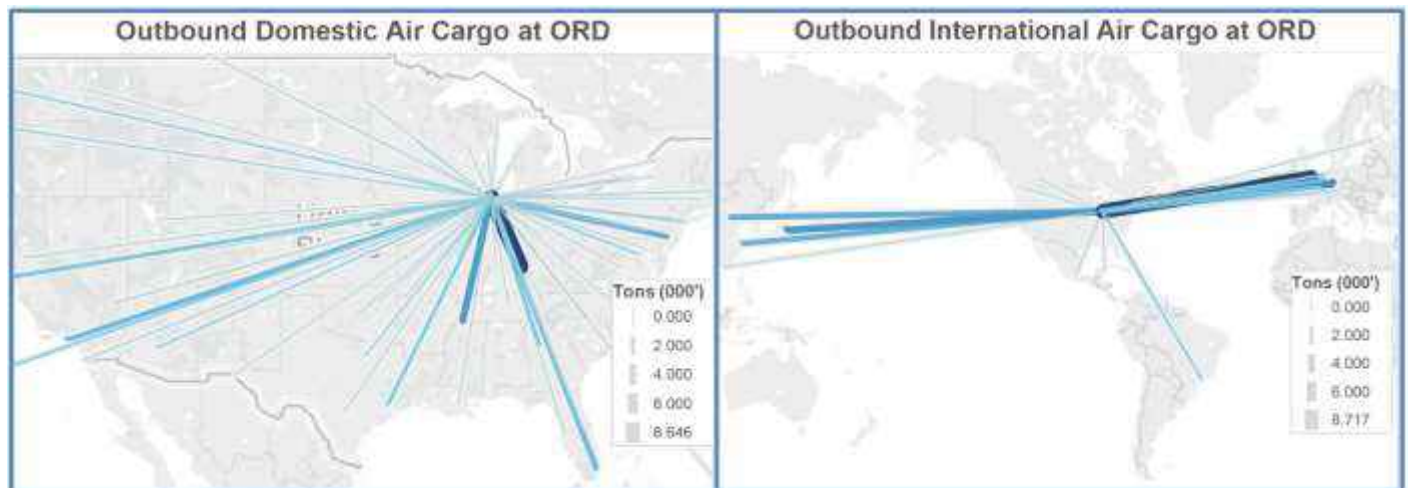 Outbound Domestic Air Cargo at ORD
Tons (000')
0.000
2.000
4.000
6.000
8.546
Outbound International Air Cargo at ORD
Tons (000')
0.000
2.000
4.000
6.000
8.717